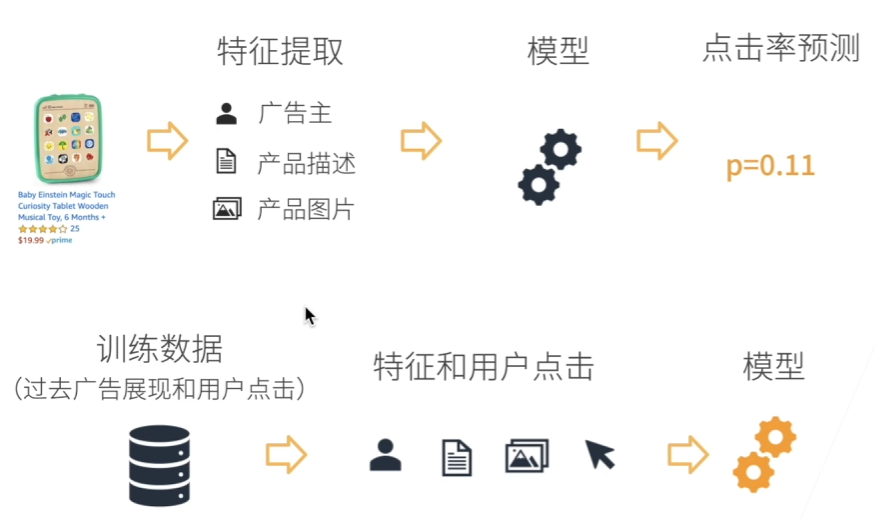 特征提取
模型
点击率预测
广告主
产品描述
产品图片
p=0.11
Baby Einstein Magic Touch
Curiosity Tablet Wooden
Musical Toy, 6 Months +
25
$19.99 prime
训练数据
（过去广告展现和用户点击）
特征和用户点击
模型